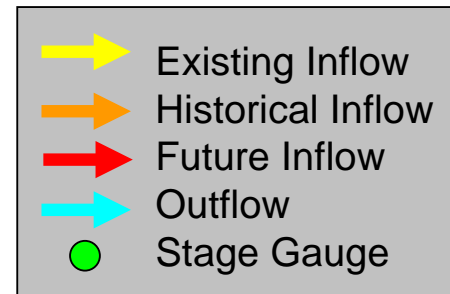 Existing Inflow
Historical Inflow
Future Inflow
Outflow
Stage Gauge